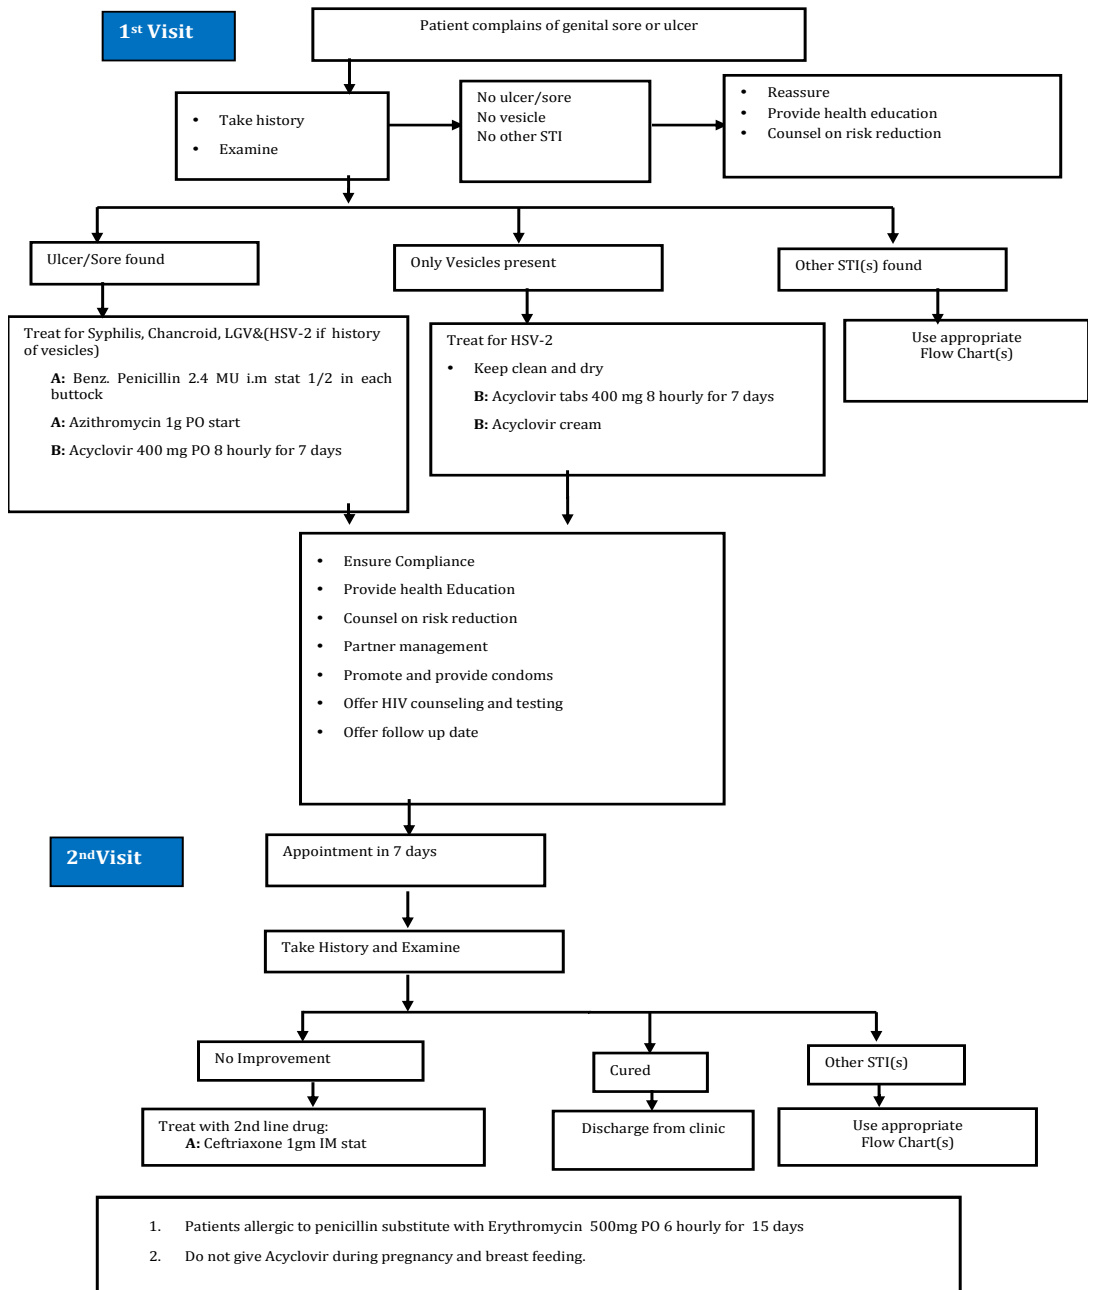 1st Visit
Patient complains of genital sore or ulcer
• Take history
• Examine
No ulcer/sore
No vesicle
No other STI
• Reassure
• Provide health education
• Counsel on risk reduction
Ulcer/Sore found
Only Vesicles present
Other STI(s) found
Treat for Syphilis, Chancroid, LGV&(HSV-2 if history
of vesicles)
A: Benz. Penicillin 2.4 MU i.m stat 1/2 in each
buttock
A: Azithromycin 1g PO start
B: Acyclovir 400 mg PO 8 hourly for 7 days
Treat for HSV-2
• Keep clean and dry
B: Acyclovir tabs 400 mg 8 hourly for 7 days
B: Acyclovir cream
Use appropriate
Flow Chart(s)
• Ensure Compliance
• Provide health Education
• Counsel on risk reduction
• Partner management
• Promote and provide condoms
• Offer HIV counseling and testing
• Offer follow up date
2ndVisit
Appointment in 7 days
Take History and Examine
No Improvement
Cured
Other STI(s)
Treat with 2nd line drug:
A: Ceftriaxone 1gm IM stat
Discharge from clinic
Use appropriate
Flow Chart(s)
1. Patients allergic to penicillin substitute with Erythromycin 500mg PO 6 hourly for 15 days
2. Do not give Acyclovir during pregnancy and breast feeding.